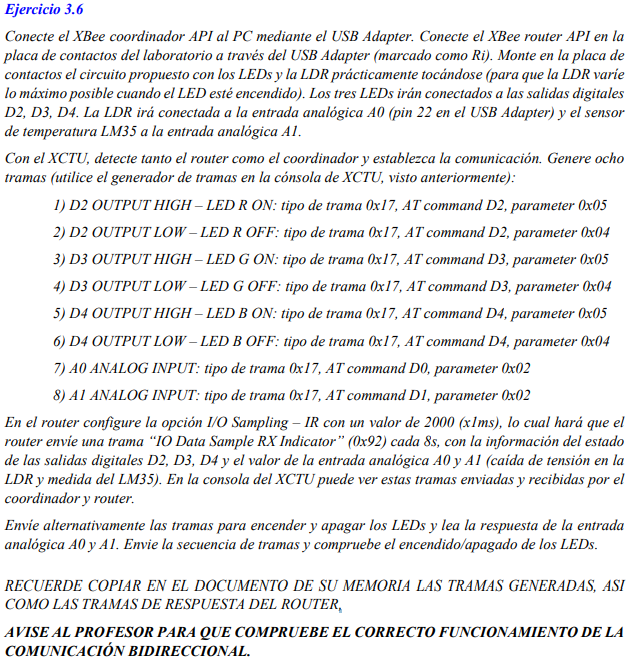 Ejercicio 3.6
Conecte el XBee coordinador API al PC mediante el USB Adapter. Conecte el XBee router API en la
placa de contactos del laboratorio a través del USB Adapter (marcado como Ri). Monte en la placa de
contactos el circuito propuesto con los LEDs y la LDR prácticamente tocándose (para que la LDR varíe
lo máximo posible cuando el LED esté encendido). Los tres LEDs irán conectados a las salidas digitales
D2, D3, D4. La LDR irá conectada a la entrada analógica A0 (pin 22 en el USB Adapter) y el sensor
de temperatura LM35 a la entrada analógica A1.
Con el XCTU, detecte tanto el router como el coordinador y establezca la comunicación. Genere ocho
tramas (utilice el generador de tramas en la cónsola de XCTU, visto anteriormente):
1) D2 OUTPUT HIGH – LED R ON: tipo de trama 0x17, AT command D2, parameter 0x05
2) D2 OUTPUT LOW – LED R OFF: tipo de trama 0x17, AT command D2, parameter 0x04
3) D3 OUTPUT HIGH – LED G ON: tipo de trama 0x17, AT command D3, parameter 0x05
4) D3 OUTPUT LOW – LED G OFF: tipo de trama 0x17, AT command D3, parameter 0x04
5) D4 OUTPUT HIGH – LED B ON: tipo de trama 0x17, AT command D4, parameter 0x05
6) D4 OUTPUT LOW – LED B OFF: tipo de trama 0x17, AT command D4, parameter 0x04
7) A0 ANALOG INPUT: tipo de trama 0x17, AT command D0, parameter 0x02
8) A1 ANALOG INPUT: tipo de trama 0x17, AT command D1, parameter 0x02
En el router configure la opción I/O Sampling – IR con un valor de 2000 (x1ms), lo cual hará que el
router envíe una trama “IO Data Sample RX Indicator” (0x92) cada 8s, con la información del estado
de las salidas digitales D2, D3, D4 y el valor de la entrada analógica A0 y A1 (caída de tensión en la
LDR y medida del LM35). En la consola del XCTU puede ver estas tramas enviadas y recibidas por el
coordinador y router.
Envíe alternativamente las tramas para encender y apagar los LEDs y lea la respuesta de la entrada
analógica A0 y A1. Envie la secuencia de tramas y compruebe el encendido/apagado de los LEDs.
RECUERDE COPIAR EN EL DOCUMENTO DE SU MEMORIA LAS TRAMAS GENERADAS, ASI
COMO LAS TRAMAS DE RESPUESTA DEL ROUTER.
AVISE AL PROFESOR PARA QUE COMPRUEBE EL CORRECTO FUNCIONAMIENTO DE LA
COMUNICACIÓN BIDIRECCIONAL.